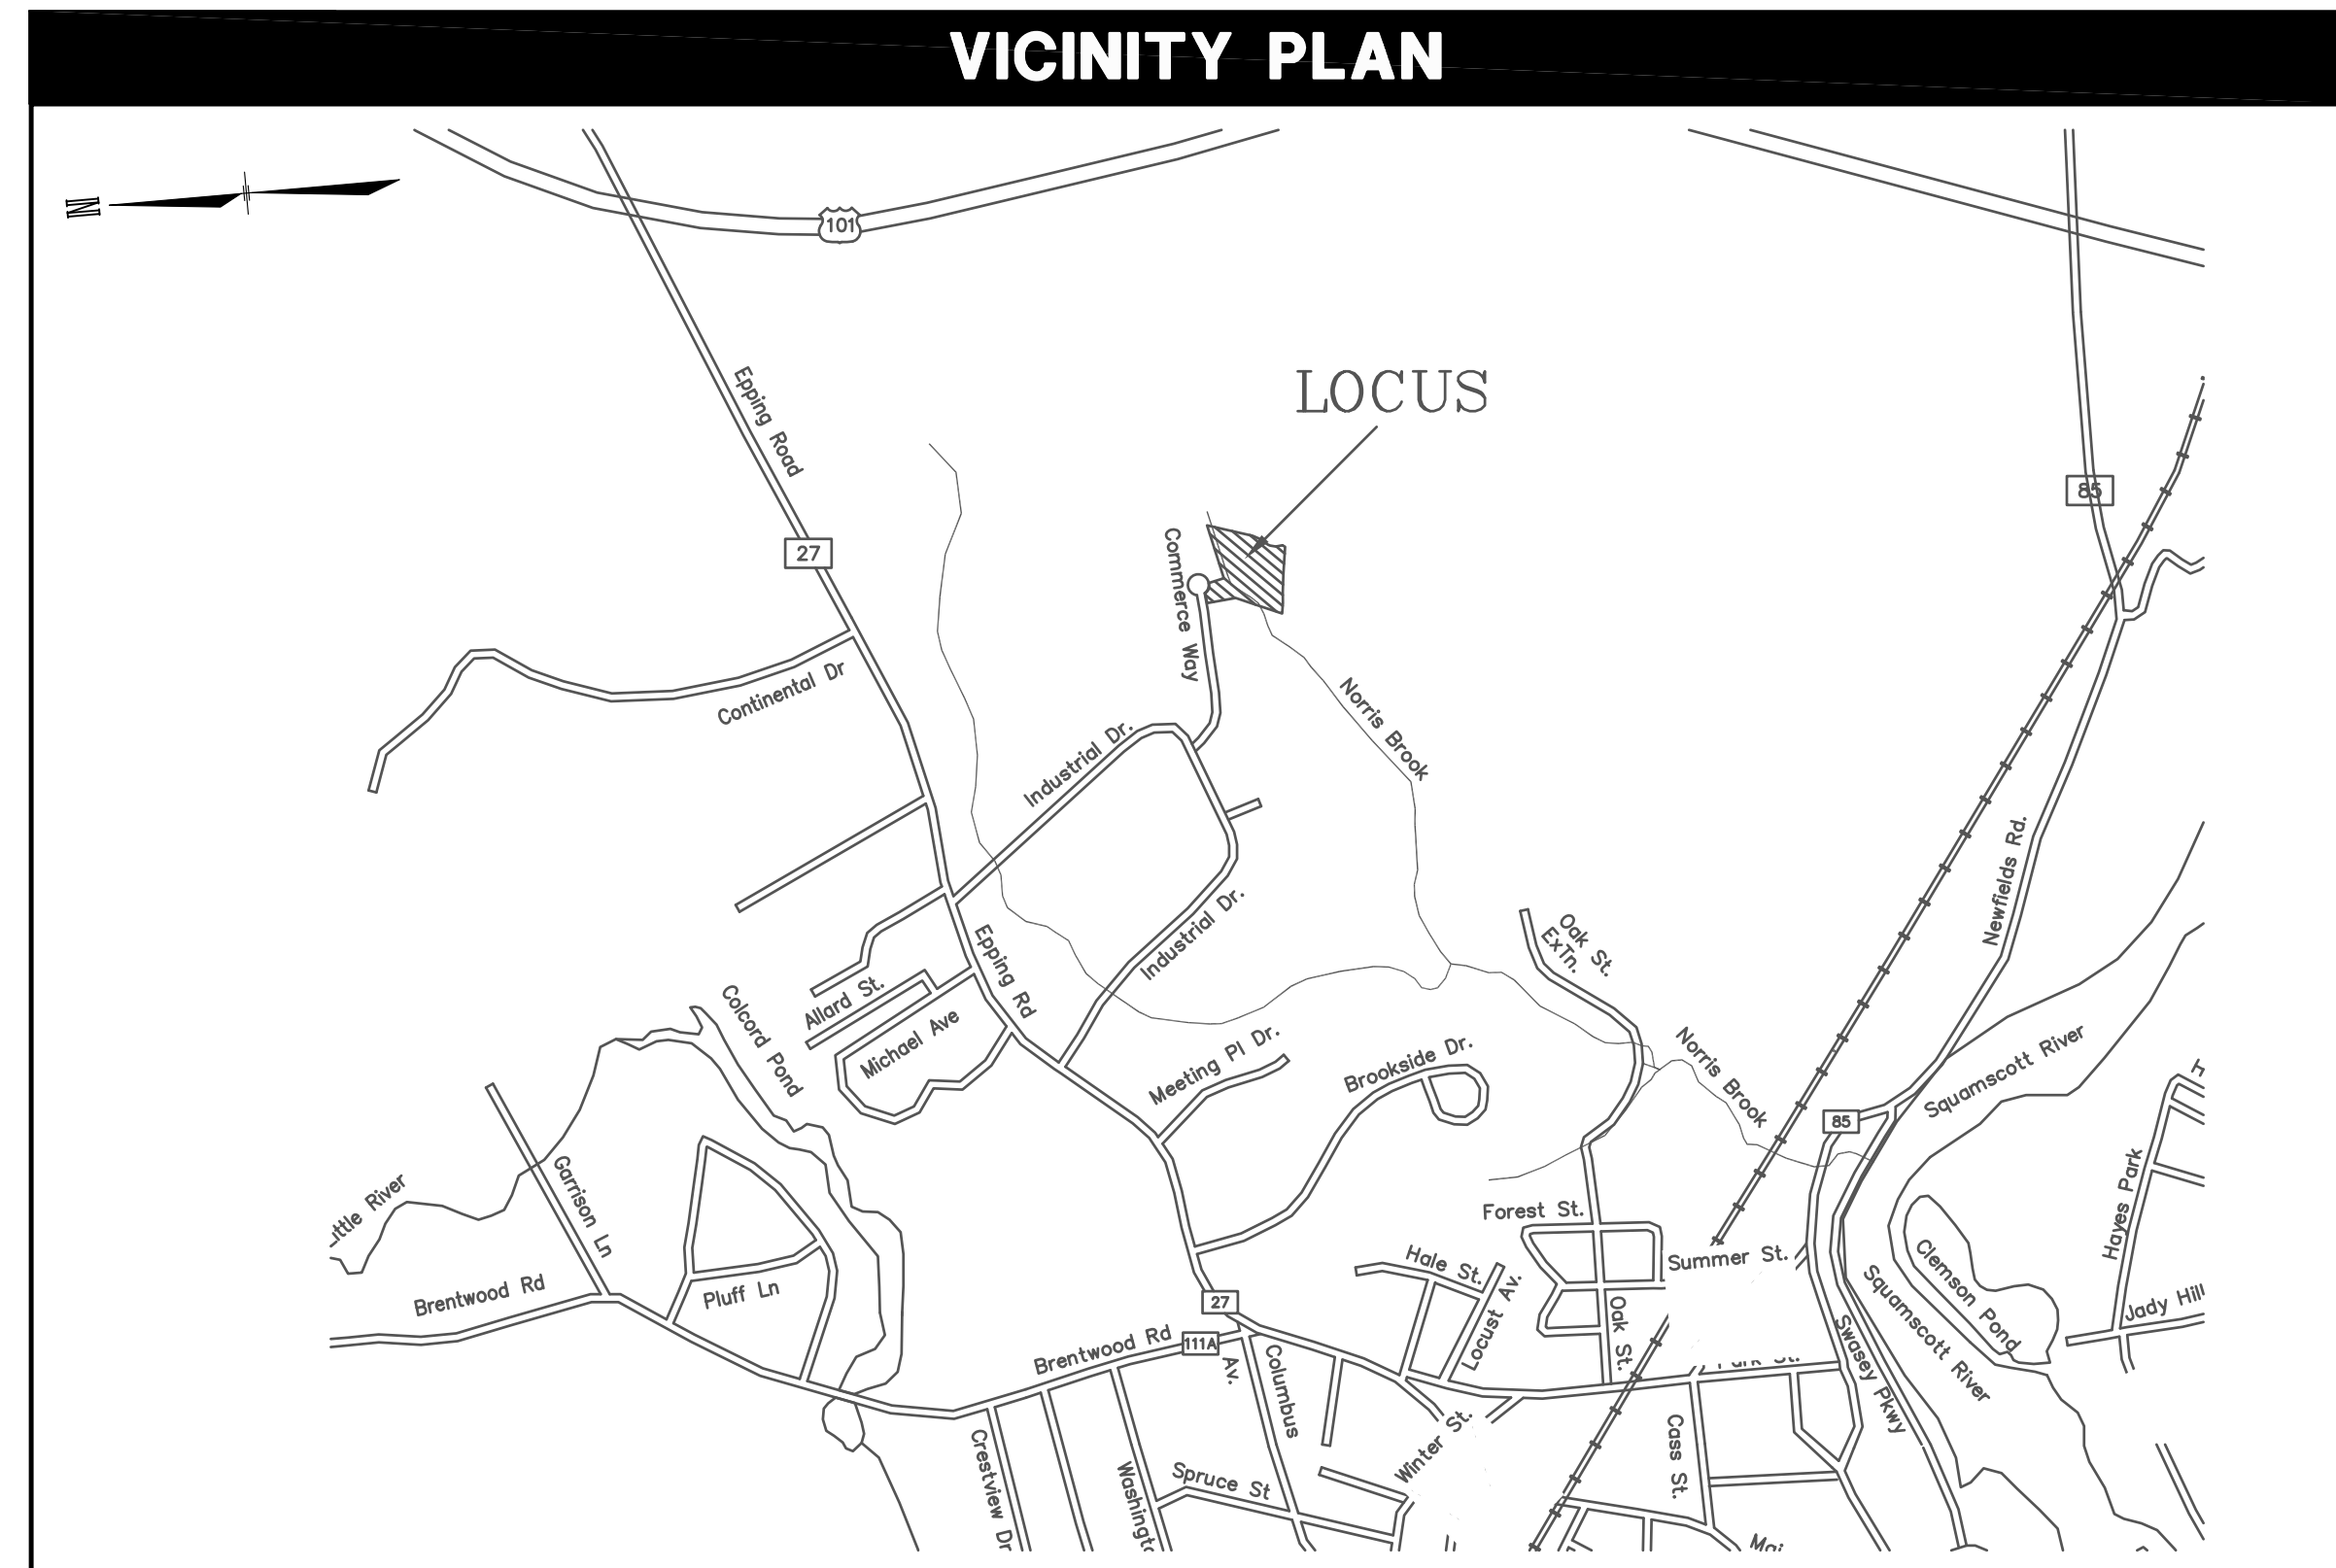 VICINITY PLAN
N
101
Epping Road
LOCUS
85
27
Commerce Way
Continental Dr
Norris Brook
Industrial Dr.
Newfields Rd.
Industrial Dr.
Oak St.
ExTn.
Epping Rd
Allard St.
Colcord Pond
Michael Ave
Meeting Pl Dr.
Brookside Dr.
Norris Brook
Squamscott River
85
Garrison Ln
Hayes Park
Forest St.
Summer St.
Hale St.
Clemson Pond
River
Brentwood Rd
Pluff Ln
27
Locust Av.
Oak St.
Squamscott River
Jady Hill
Brentwood Rd
111A
Columbus
Av.
Swasey Pkwy
Winter St.
Cass St.
Crestview Dr
Spruce St